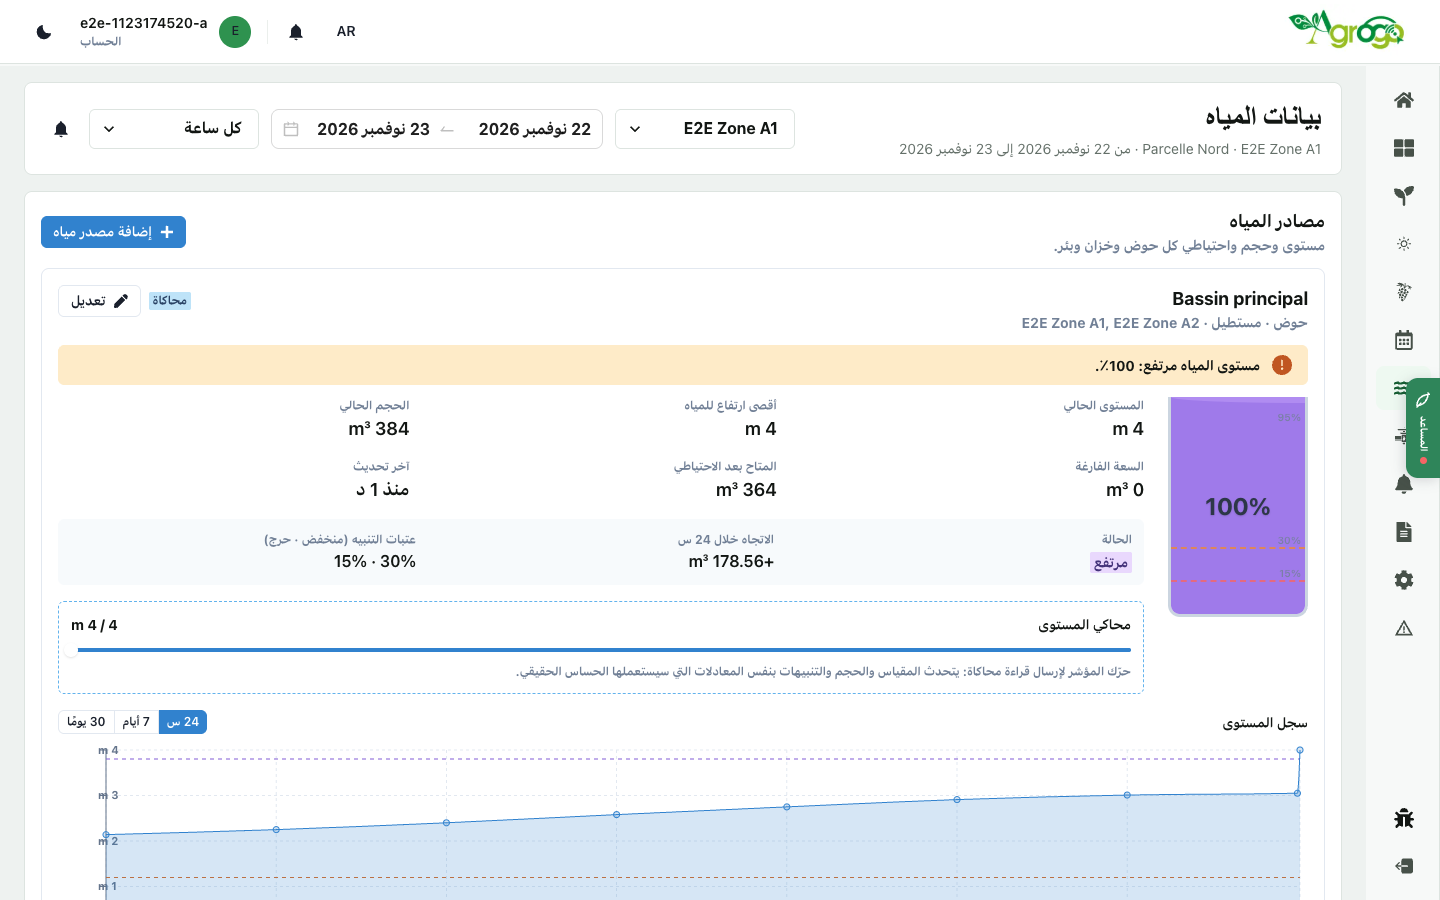 Agrogo
AR
e2e-1123174520-a
الحساب
E
بيانات المياه
E2E Zone A1 · Parcelle Nord · من 22 نوفمبر 2026 إلى 23 نوفمبر 2026
E2E Zone A1
22 نوفمبر 2026
23 نوفمبر 2026
كل ساعة
مصادر المياه
مستوى وحجم واحتياطي كل حوض وخزان وبئر.
إضافة مصدر مياه
Bassin principal
حوض · مستطيل · E2E Zone A1, E2E Zone A2
محاكاة
تعديل
مستوى المياه مرتفع: 100٪.
95%
100%
30%
15%
المستوى الحالي
4 m
أقصى ارتفاع للمياه
4 m
الحجم الحالي
384 m³
السعة الفارغة
0 m³
المتاح بعد الاحتياطي
364 m³
آخر تحديث
منذ 1 د
الحالة
مرتفع
الاتجاه خلال 24 س
+178.56 m³
عتبات التنبيه (منخفض · حرج)
30% · 15%
محاكي المستوى
4 / 4 m
حرّك المؤشر لإرسال قراءة محاكاة: يتحدث المقياس والحجم والتنبيهات بنفس المعادلات التي سيستعملها الحساس الحقيقي.
سجل المستوى
24 س
7 أيام
30 يومًا
4 m
3 m
2 m
1 m
المساعد